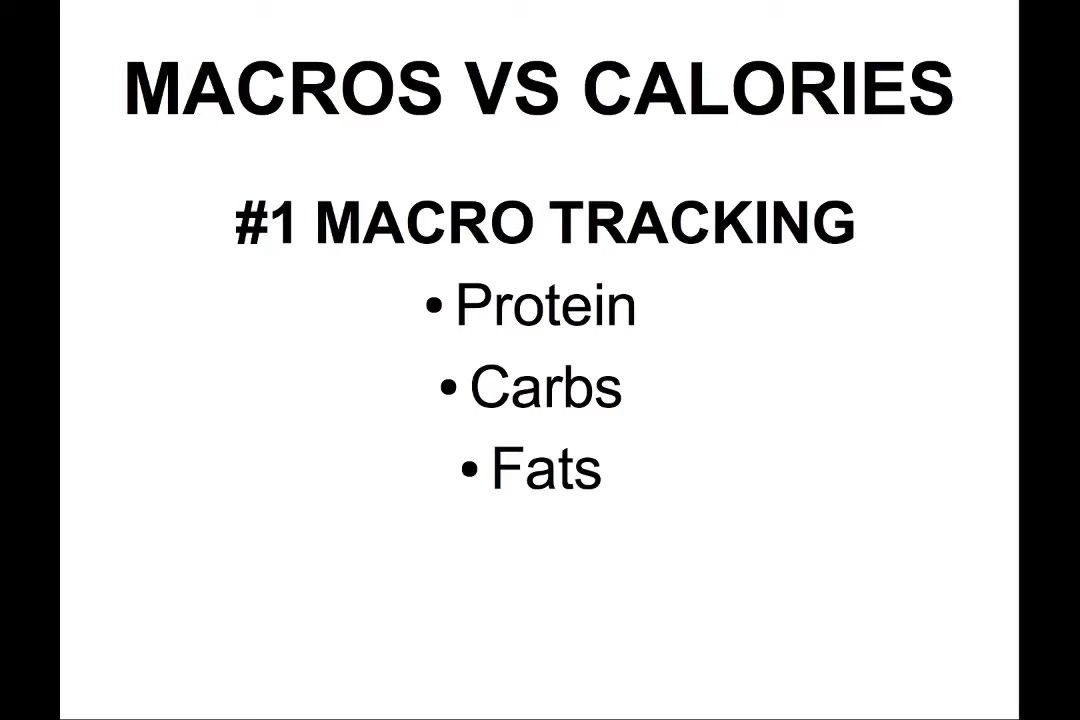 MACROS VS CALORIES
#1 MACRO TRACKING
• Protein
• Carbs
• Fats